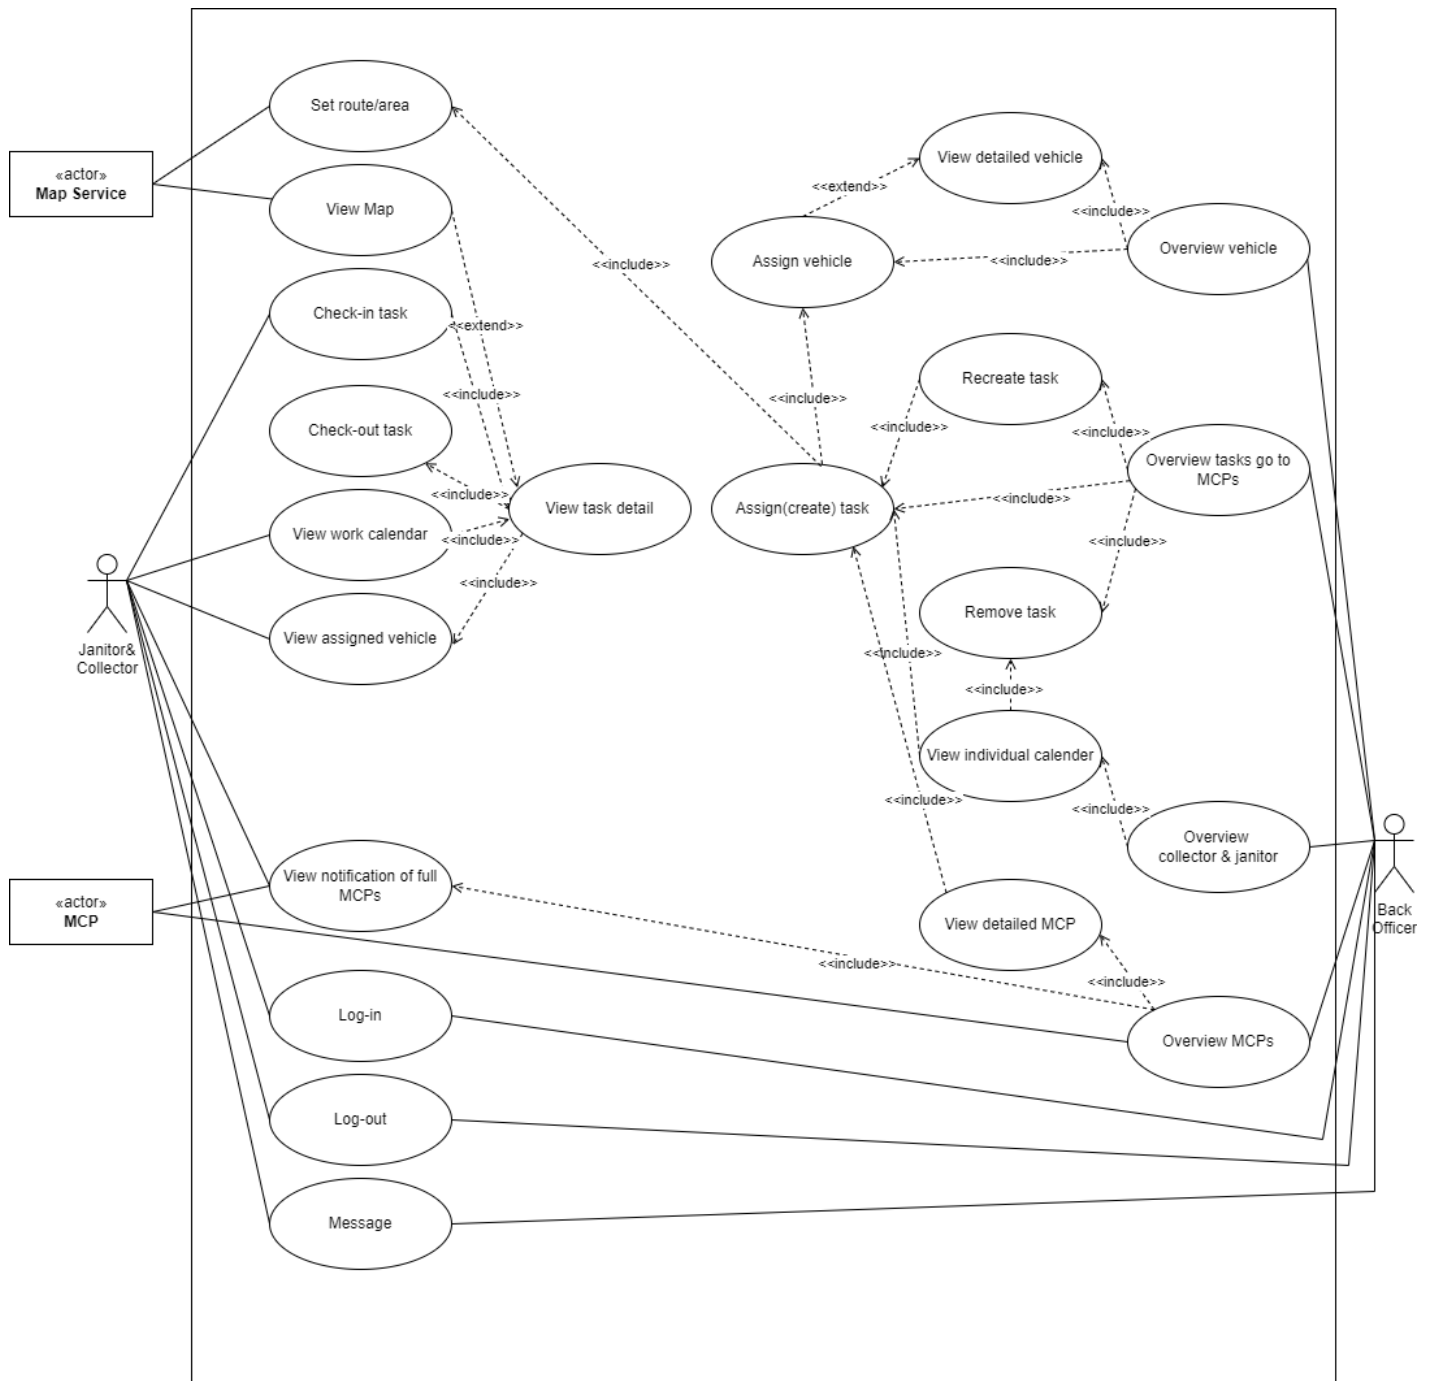 Set route/area
View detailed vehicle
«actor»
Map Service
<<extend>>
View Map
<<include>>
Overview vehicle
Assign vehicle
<<include>>
<<include>>
Check-in task
<<extend>>
Recreate task
<<include>>
<<include>>
Check-out task
<<include>>
<<include>>
Overview tasks go to
MCPs
<<include>>
<<include>>
View task detail
Assign(create) task
View work calendar
<<include>>
<<include>>
<<include>>
Remove task
View assigned vehicle
Janitor&
Collector
<<include>>
<<include>>
View individual calender
<<include>>
<<include>>
Overview
collector & janitor
View notification of full
MCPs
«actor»
MCP
Back
Officer
View detailed MCP
<<include>>
<<include>>
Log-in
Overview MCPs
Log-out
Message